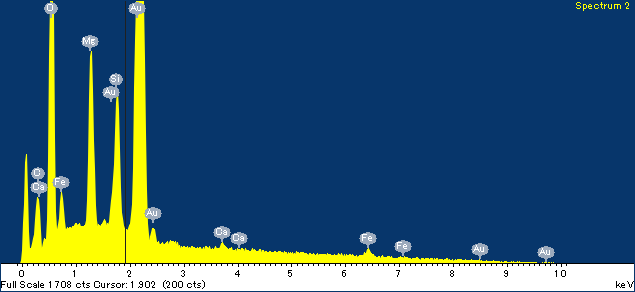 Spectrum 2
O Au
Mg
Si
Au
C
Ca Fe
Au
Ca Ca Fe Fe Au Au
0 1 2 3 4 5 6 7 8 9 10
Full Scale 1708 cts Cursor: 1.902 (200 cts) keV